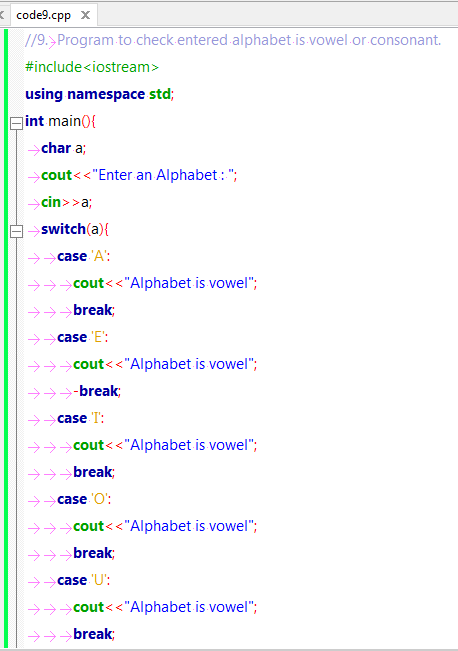 code9.cpp
//9. Program to check entered alphabet is vowel or consonant.
#include<iostream>
using namespace std;
int main(){
char a;
cout<<"Enter an Alphabet : ";
cin>>a;
switch(a){
case 'A':
cout<<"Alphabet is vowel";
break;
case 'E':
cout<<"Alphabet is vowel";
-break;
case 'I':
cout<<"Alphabet is vowel";
break;
case 'O':
cout<<"Alphabet is vowel";
break;
case 'U':
cout<<"Alphabet is vowel";
break;